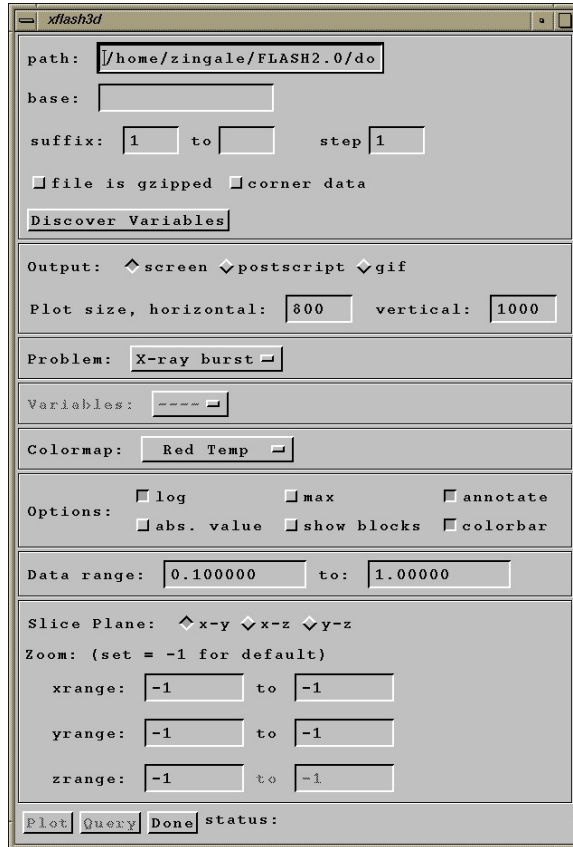 xflash3d
path: /home/zingale/FLASH2.0/do
base:
suffix: 1 to step 1
file is gzipped corner data
Discover Variables
Output: screen postscript gif
Plot size, horizontal: 800 vertical: 1000
Problem: X-ray burst
Variables: ----
Colormap: Red Temp
Options: log max annotate
abs. value show blocks colorbar
Data range: 0.100000 to: 1.00000
Slice Plane: x-y x-z y-z
Zoom: (set = -1 for default)
xrange: -1 to -1
yrange: -1 to -1
zrange: -1 to -1
Plot Query Done status: